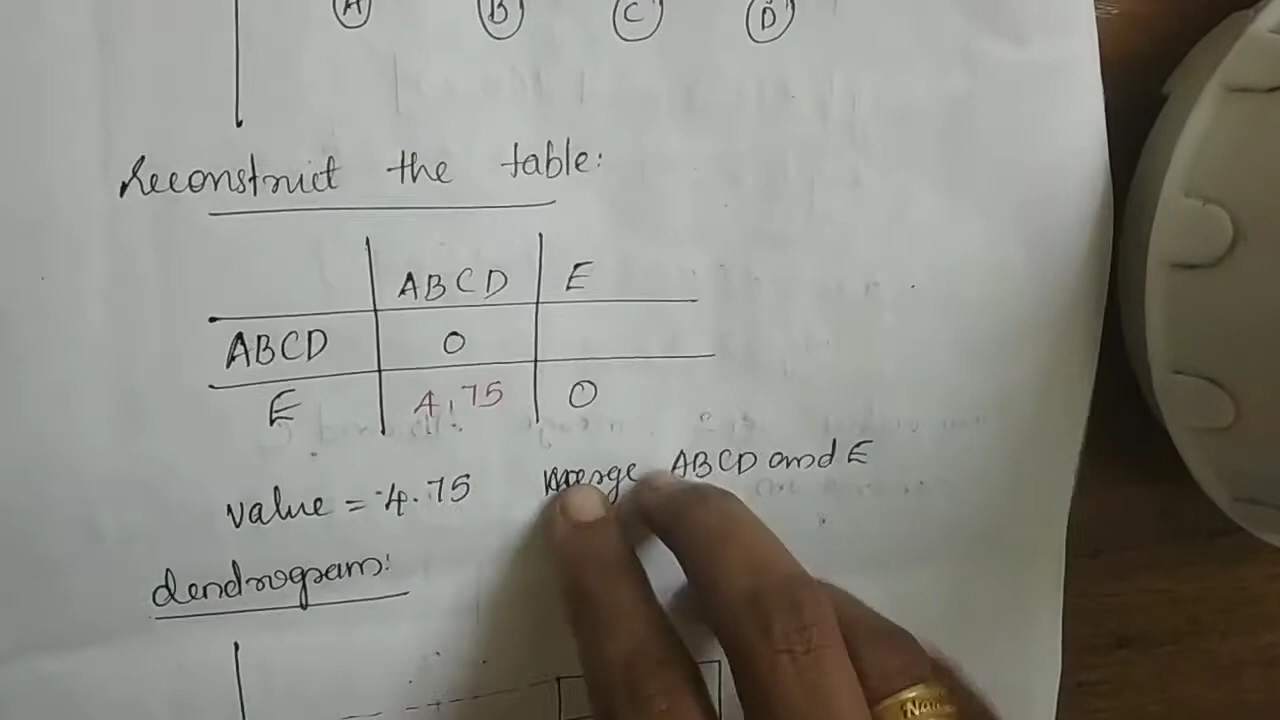 A B C D
Reconstruct the table:
ABCD E
ABCD 0
E 4.75 0
value = 4.75 merge ABCD and E
dendrogram: